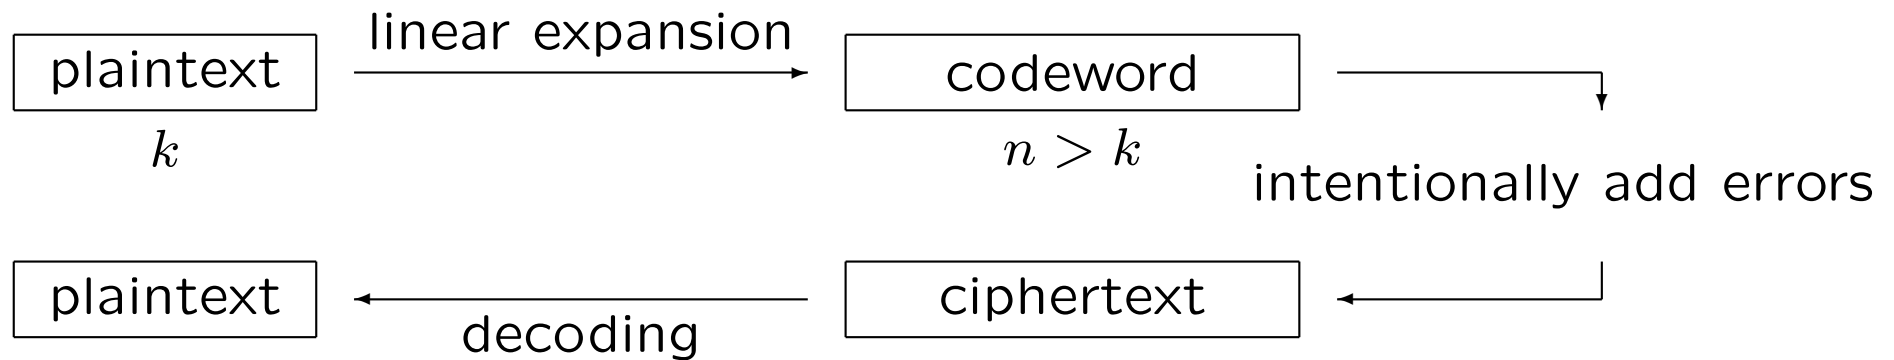 linear expansion
plaintext
codeword
k
n > k
intentionally add errors
plaintext
ciphertext
decoding